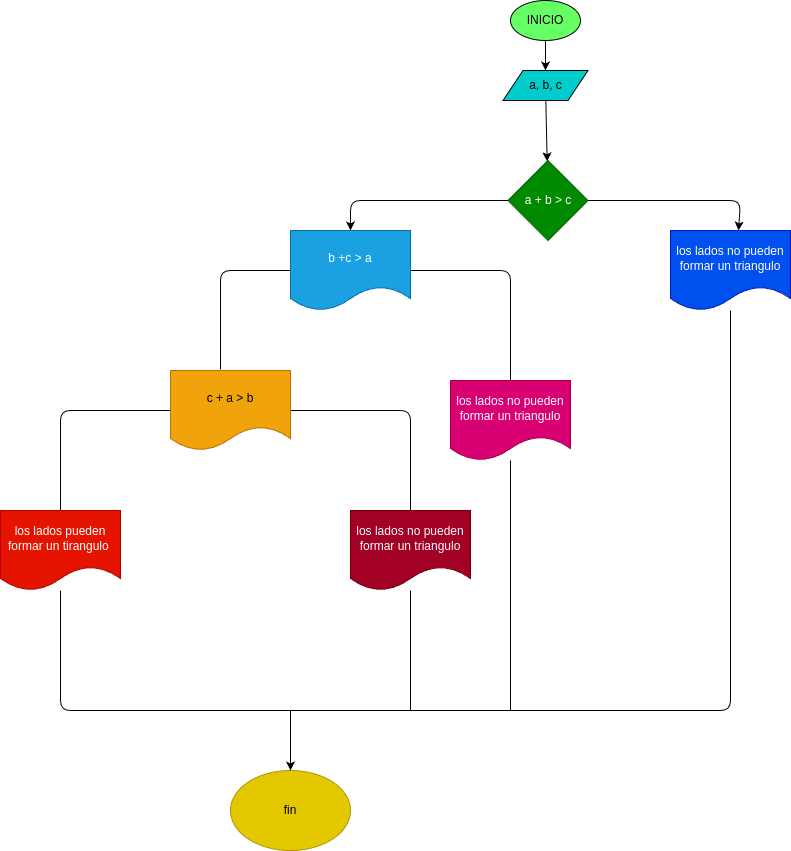 INICIO
a, b, c
a + b > c
b +c > a
los lados no pueden
formar un triangulo
c + a > b
los lados no pueden
formar un triangulo
los lados pueden
formar un tirangulo
los lados no pueden
formar un triangulo
fin